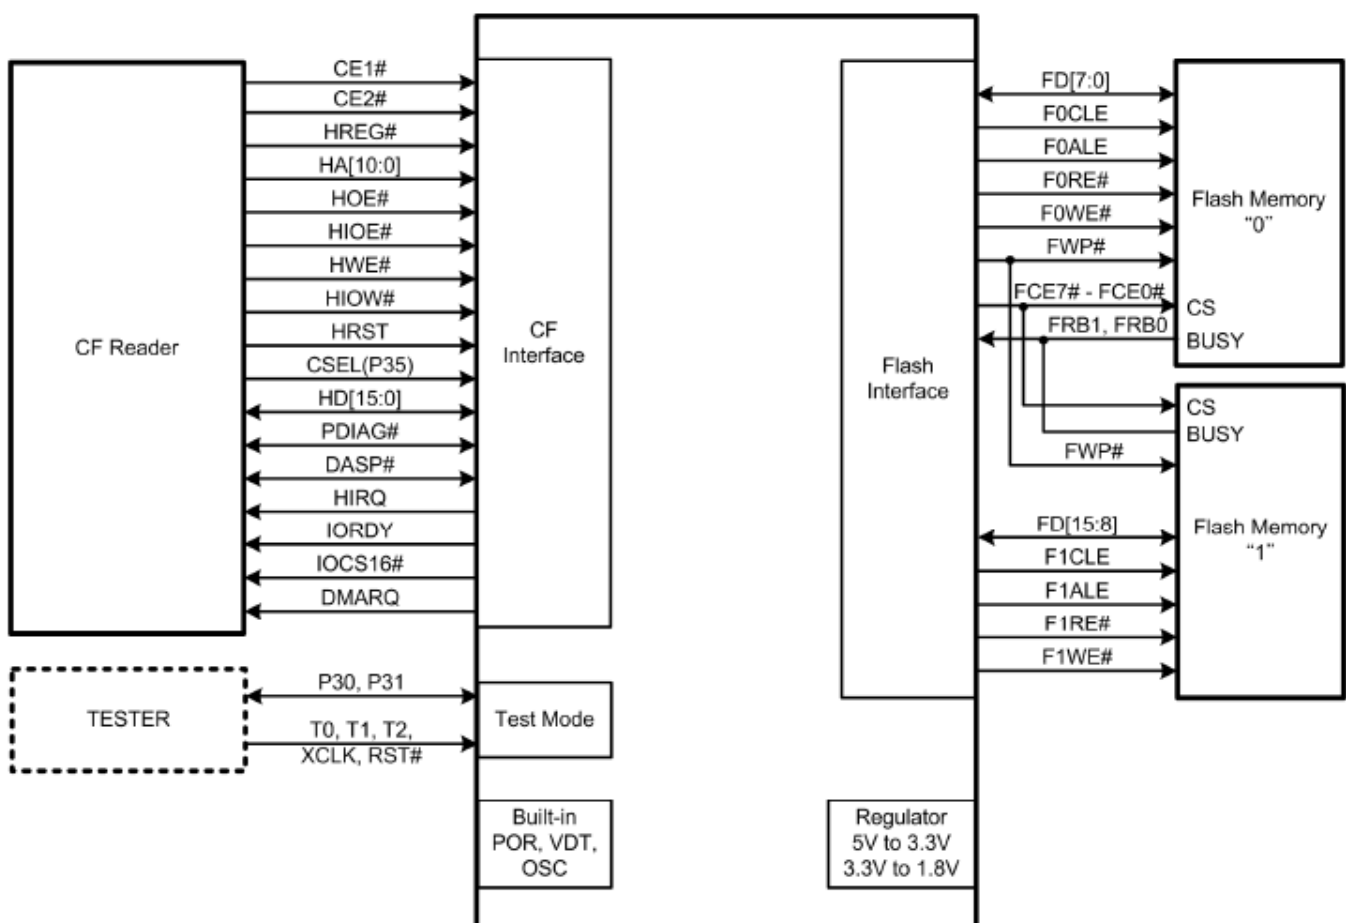 CF Reader
CE1#
CE2#
HREG#
HA[10:0]
HOE#
HIOE#
HWE#
HIOW#
HRST
CSEL(P35)
HD[15:0]
PDIAG#
DASP#
HIRQ
IORDY
IOCS16#
DMARQ
CF
Interface
TESTER
P30, P31
T0, T1, T2,
XCLK, RST#
Test Mode
Built-in
POR, VDT,
OSC
Flash
Interface
Regulator
5V to 3.3V
3.3V to 1.8V
FD[7:0]
F0CLE
F0ALE
F0RE#
F0WE#
FWP#
FCE7# - FCE0#
FRB1, FRB0
Flash Memory
“0”
CS
BUSY
CS
BUSY
FWP#
FD[15:8]
F1CLE
F1ALE
F1RE#
F1WE#
Flash Memory
“1”